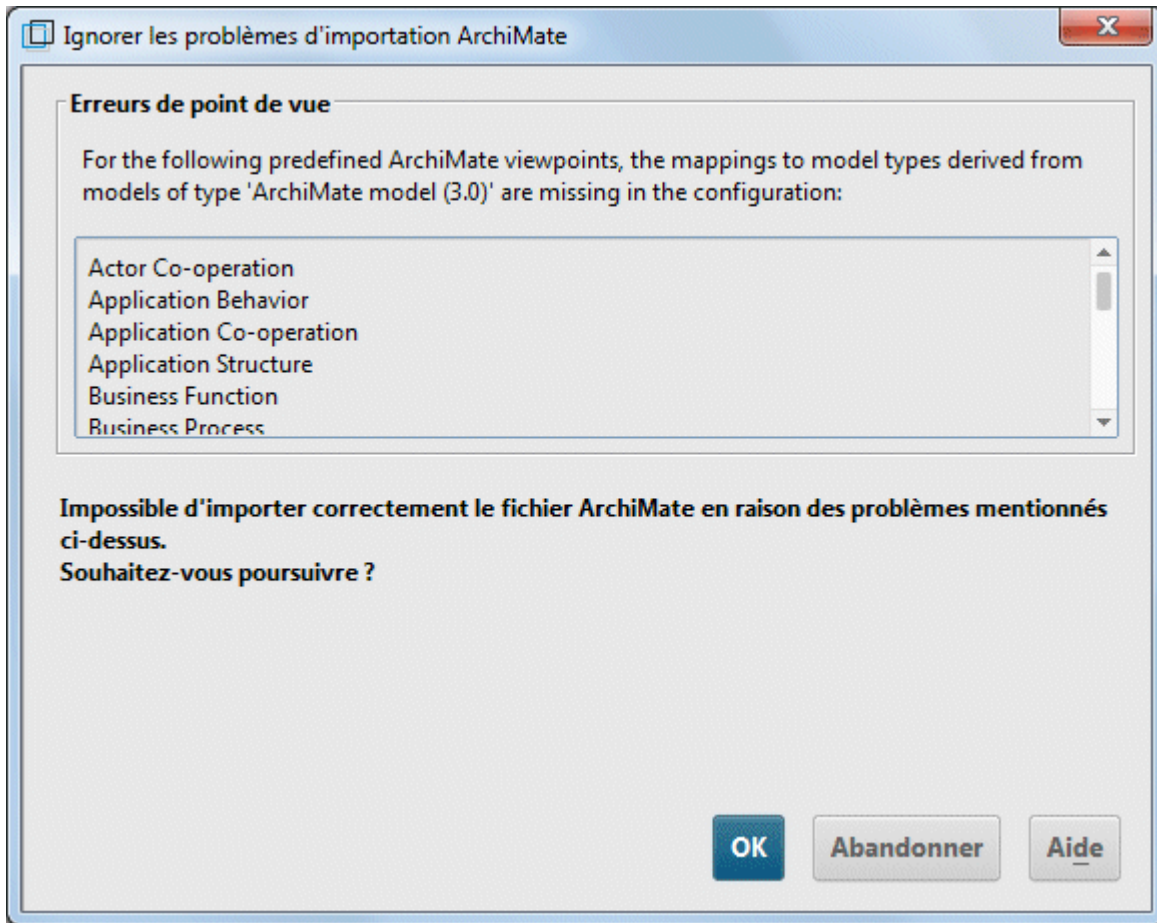 Ignorer les problèmes d'importation ArchiMate
Erreurs de point de vue
For the following predefined ArchiMate viewpoints, the mappings to model types derived from
models of type 'ArchiMate model (3.0)' are missing in the configuration:
Actor Co-operation
Application Behavior
Application Co-operation
Application Structure
Business Function
Business Process
Impossible d'importer correctement le fichier ArchiMate en raison des problèmes mentionnés
ci-dessus.
Souhaitez-vous poursuivre ?
OK Abandonner Aide